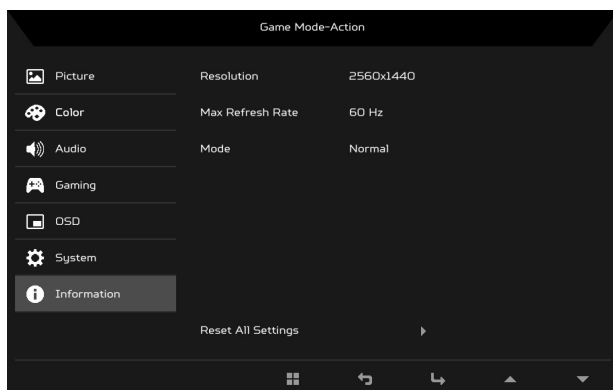 Game Mode-Action
Picture
Color
Audio
Gaming
OSD
System
Information
Resolution 2560x1440
Max Refresh Rate 60 Hz
Mode Normal
Reset All Settings